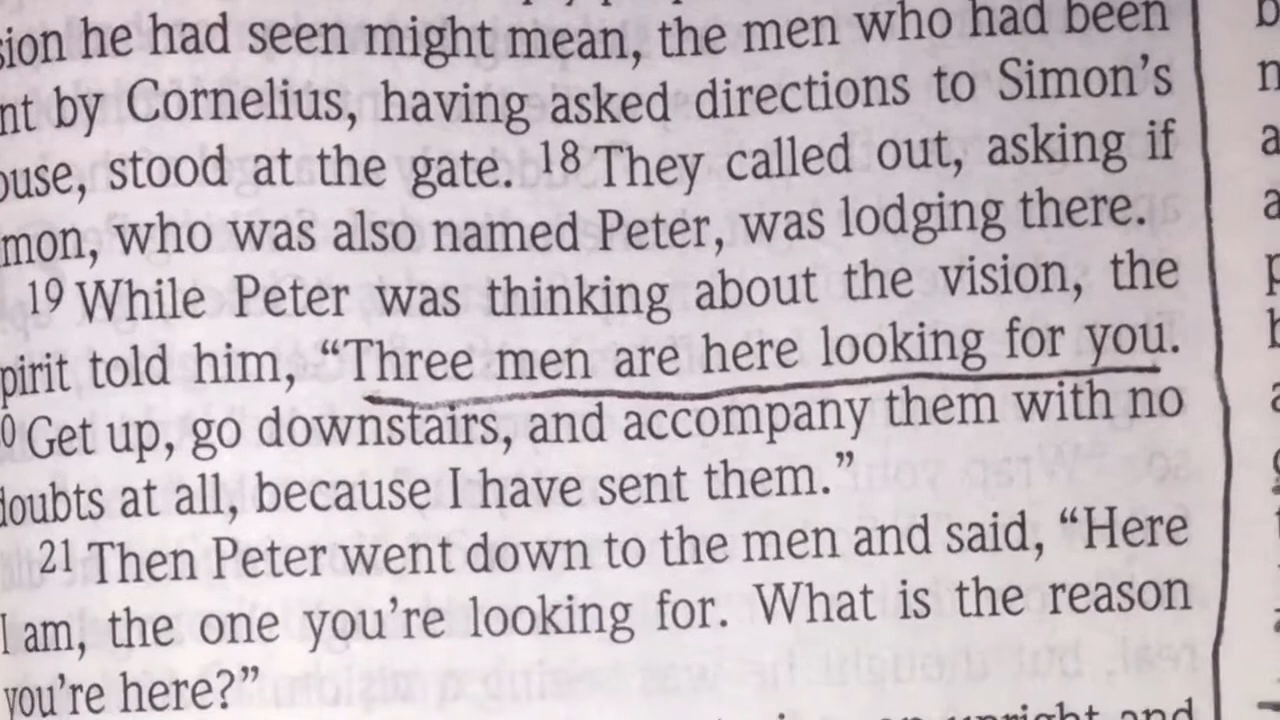 sion he had seen might mean, the men who had been
nt by Cornelius, having asked directions to Simon's
ouse, stood at the gate. 18 They called out, asking if
mon, who was also named Peter, was lodging there.
19 While Peter was thinking about the vision, the
pirit told him, “Three men are here looking for you.
0 Get up, go downstairs, and accompany them with no
doubts at all, because I have sent them.”
21 Then Peter went down to the men and said, “Here
I am, the one you're looking for. What is the reason
you're here?”
upright and